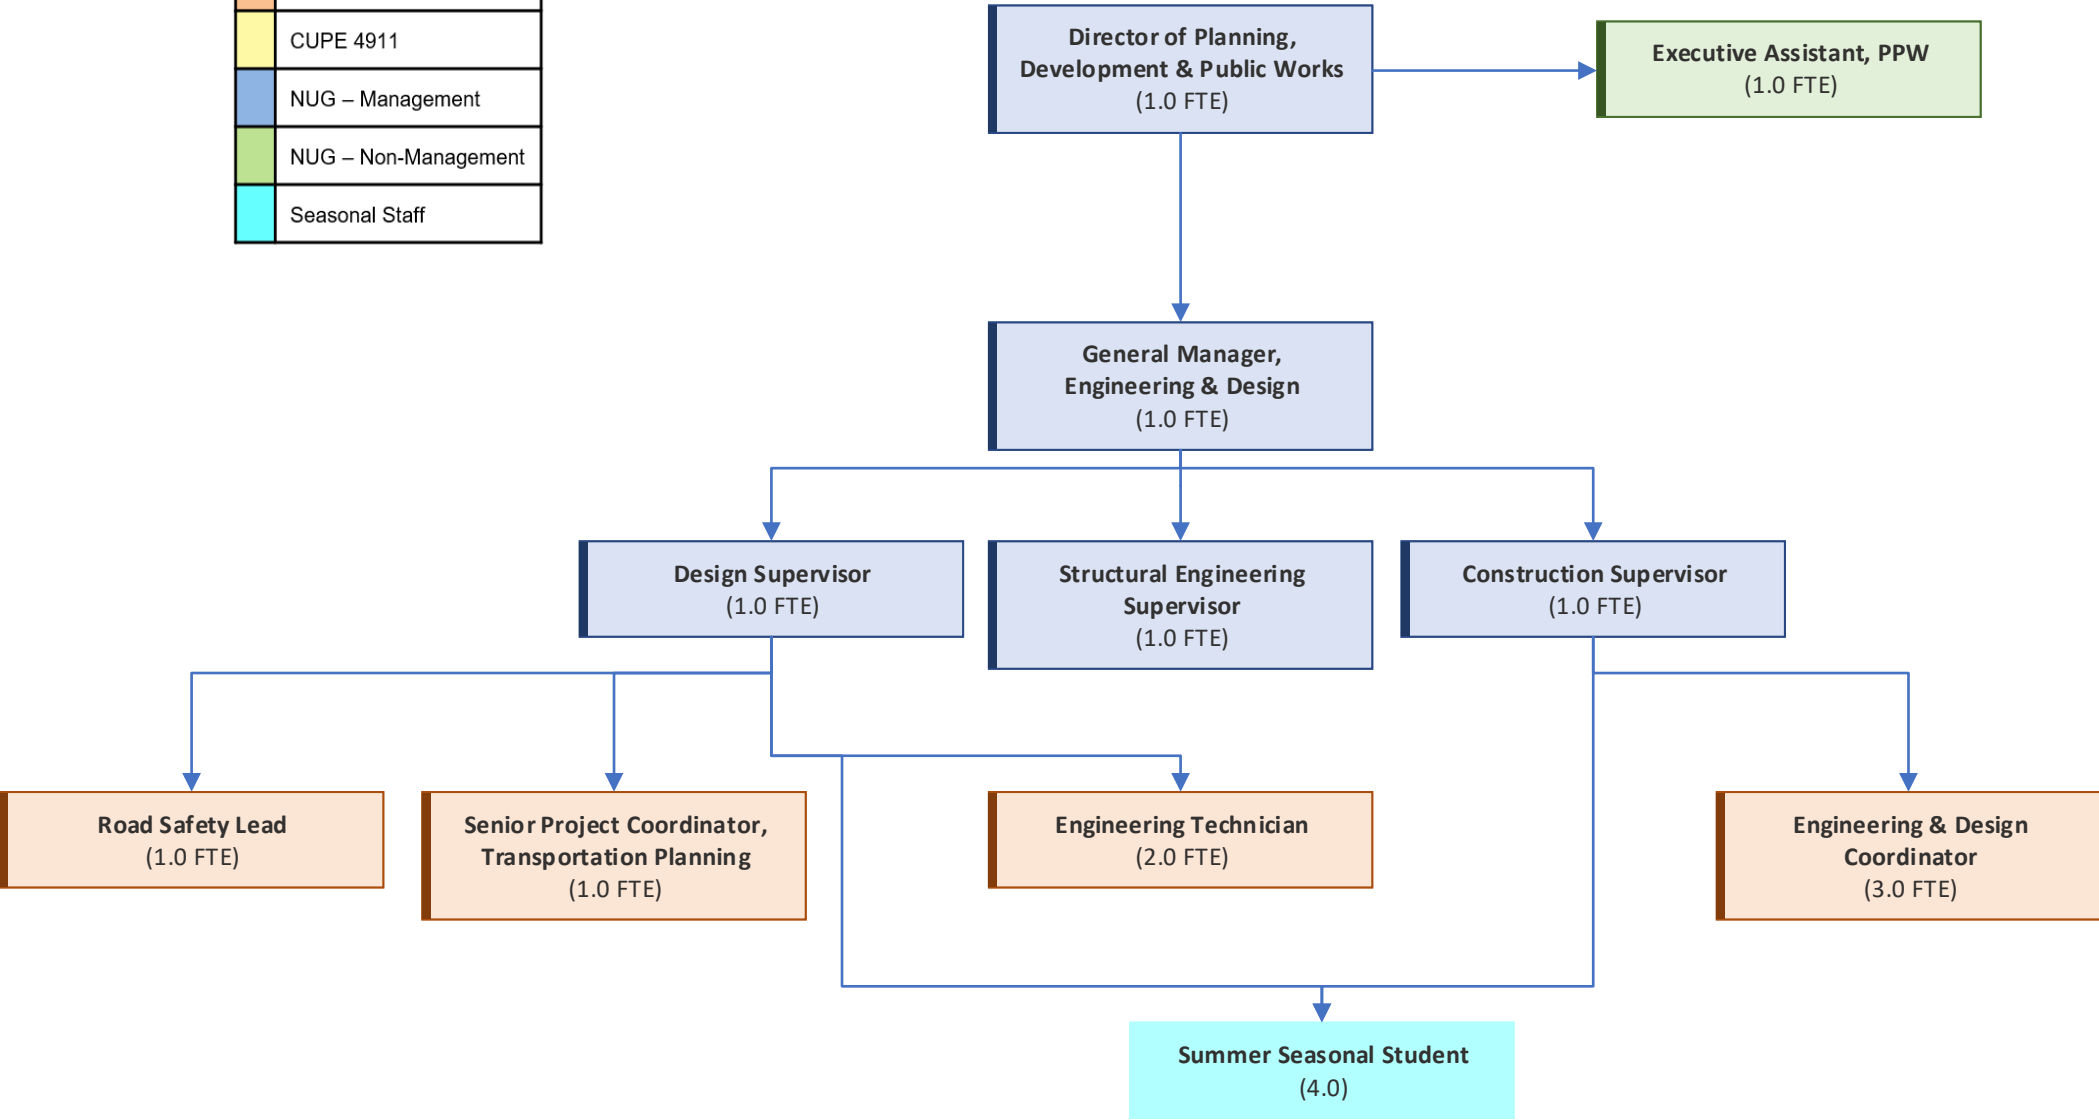 CUPE 4911
NUG – Management
NUG – Non-Management
Seasonal Staff
Director of Planning,
Development & Public Works
(1.0 FTE)
Executive Assistant, PPW
(1.0 FTE)
General Manager,
Engineering & Design
(1.0 FTE)
Design Supervisor
(1.0 FTE)
Structural Engineering
Supervisor
(1.0 FTE)
Construction Supervisor
(1.0 FTE)
Road Safety Lead
(1.0 FTE)
Senior Project Coordinator,
Transportation Planning
(1.0 FTE)
Engineering Technician
(2.0 FTE)
Engineering & Design
Coordinator
(3.0 FTE)
Summer Seasonal Student
(4.0)